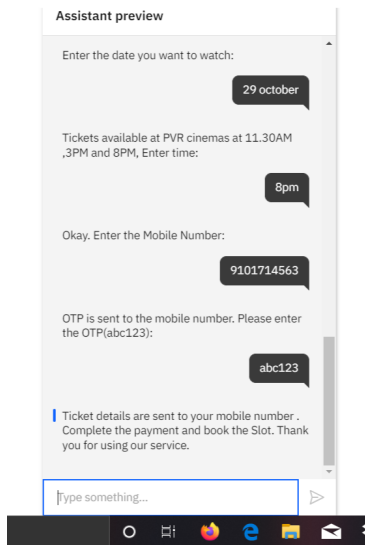 Assistant preview
Enter the date you want to watch:
29 october
Tickets available at PVR cinemas at 11.30AM
,3PM and 8PM, Enter time:
8pm
Okay. Enter the Mobile Number:
9101714563
OTP is sent to the mobile number. Please enter
the OTP(abc123):
abc123
Ticket details are sent to your mobile number .
Complete the payment and book the Slot. Thank
you for using our service.
Type something...